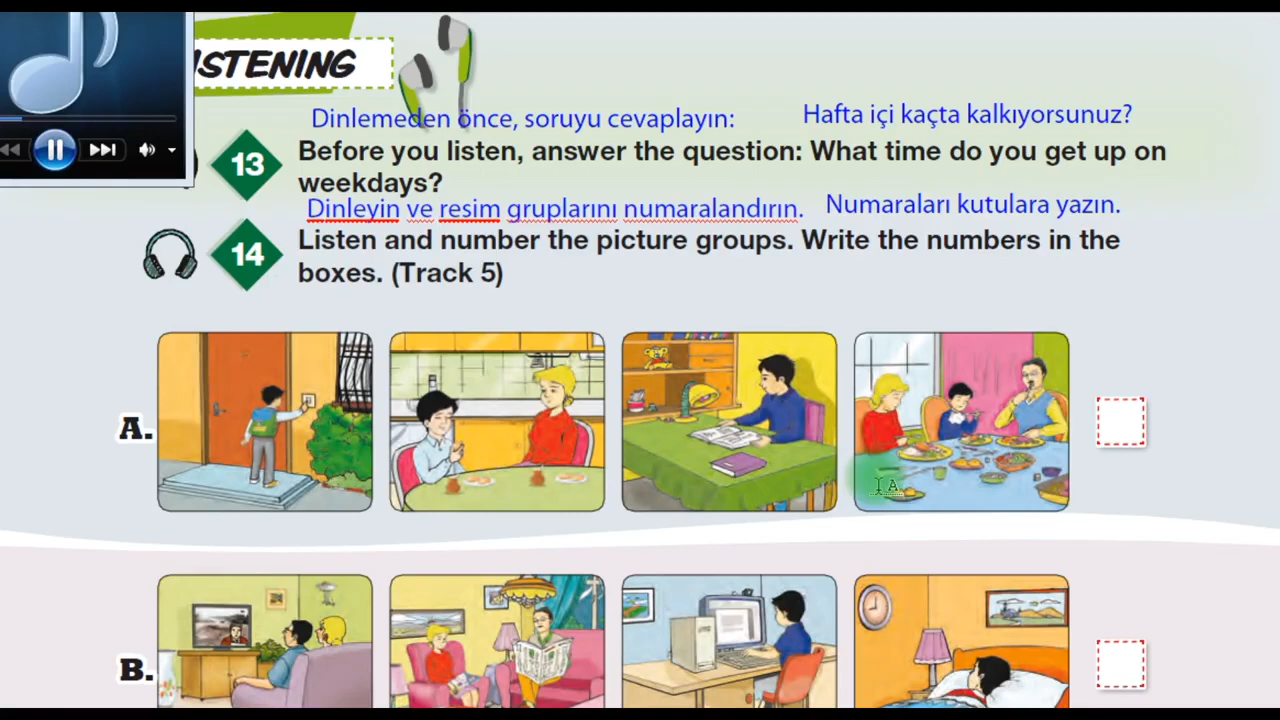 ISTENING
Dinlemeden önce, soruyu cevaplayın: Hafta içi kaçta kalkıyorsunuz?
13 Before you listen, answer the question: What time do you get up on
weekdays?
Dinleyin ve resim gruplarını numaralandırın. Numaraları kutulara yazın.
14 Listen and number the picture groups. Write the numbers in the
boxes. (Track 5)
A.
B.